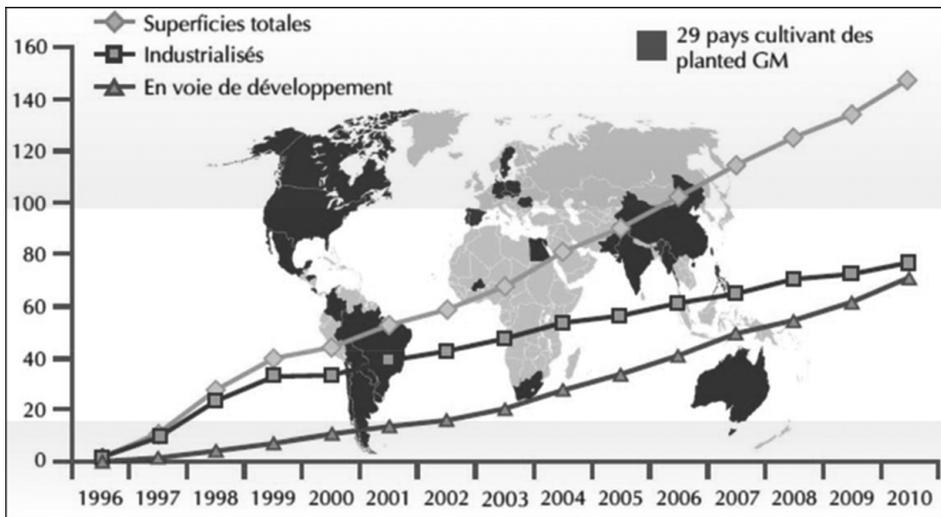 Superficies totales
Industrialisés
En voie de développement
29 pays cultivant des
planted GM
160
140
120
100
80
60
40
20
0
1996 1997 1998 1999 2000 2001 2002 2003 2004 2005 2006 2007 2008 2009 2010